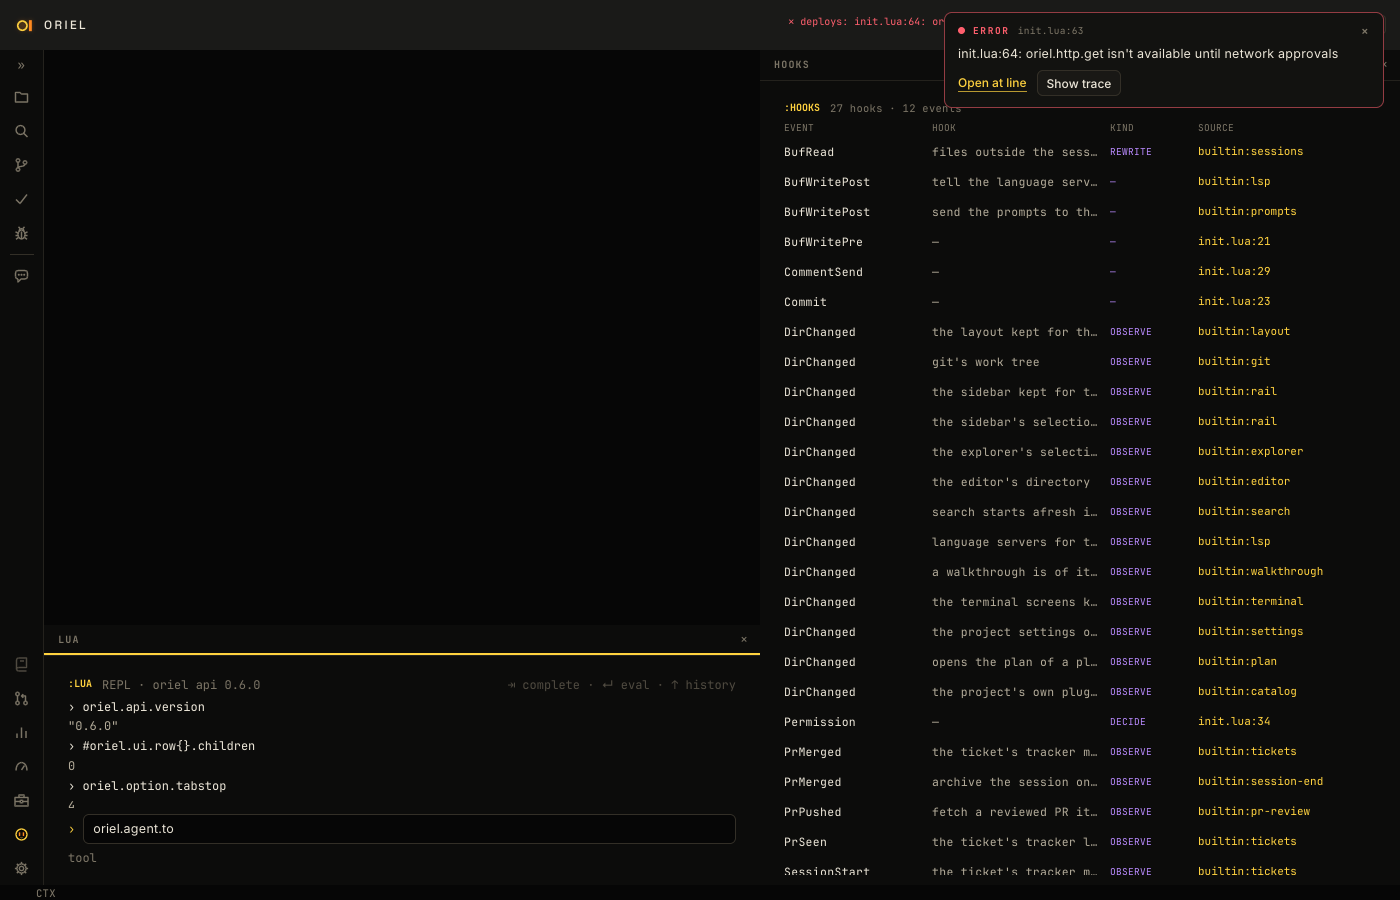 ORIEL
× deploys: init.lua:64: or
ERROR init.lua:63 ×
init.lua:64: oriel.http.get isn't available until network approvals
Open at line Show trace
»
HOOKS
:HOOKS 27 hooks · 12 events
EVENT HOOK KIND SOURCE
BufRead files outside the sess… REWRITE builtin:sessions
BufWritePost tell the language serv… — builtin:lsp
BufWritePost send the prompts to th… — builtin:prompts
BufWritePre — — init.lua:21
CommentSend — — init.lua:29
Commit — — init.lua:23
DirChanged the layout kept for th… OBSERVE builtin:layout
DirChanged git's work tree OBSERVE builtin:git
DirChanged the sidebar kept for t… OBSERVE builtin:rail
DirChanged the sidebar's selectio… OBSERVE builtin:rail
DirChanged the explorer's selecti… OBSERVE builtin:explorer
DirChanged the editor's directory OBSERVE builtin:editor
DirChanged search starts afresh i… OBSERVE builtin:search
DirChanged language servers for t… OBSERVE builtin:lsp
DirChanged a walkthrough is of it… OBSERVE builtin:walkthrough
DirChanged the terminal screens k… OBSERVE builtin:terminal
DirChanged the project settings o… OBSERVE builtin:settings
DirChanged opens the plan of a pl… OBSERVE builtin:plan
DirChanged the project's own plug… OBSERVE builtin:catalog
Permission — DECIDE init.lua:34
PrMerged the ticket's tracker m… OBSERVE builtin:tickets
PrMerged archive the session on… OBSERVE builtin:session-end
PrPushed fetch a reviewed PR it… OBSERVE builtin:pr-review
PrSeen the ticket's tracker l… OBSERVE builtin:tickets
SessionStart the ticket's tracker m… OBSERVE builtin:tickets
LUA ×
:LUA REPL · oriel api 0.6.0 ⇥ complete · ↵ eval · ↑ history
› oriel.api.version
"0.6.0"
› #oriel.ui.row{}.children
0
› oriel.option.tabstop
4
› oriel.agent.to
tool
CTX